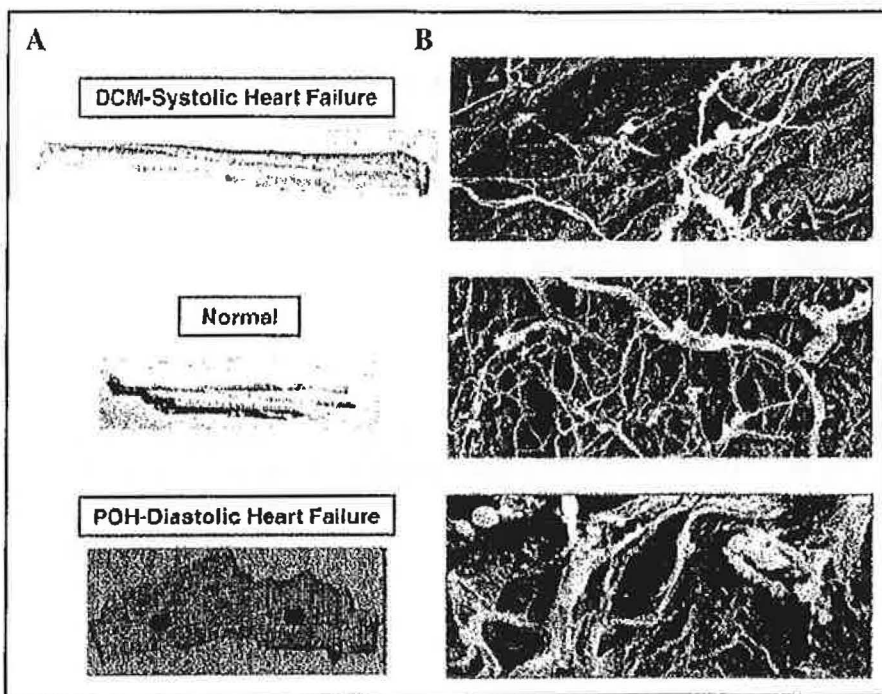 A
B
DCM-Systolic Heart Failure
Normal
POH-Diastolic Heart Failure